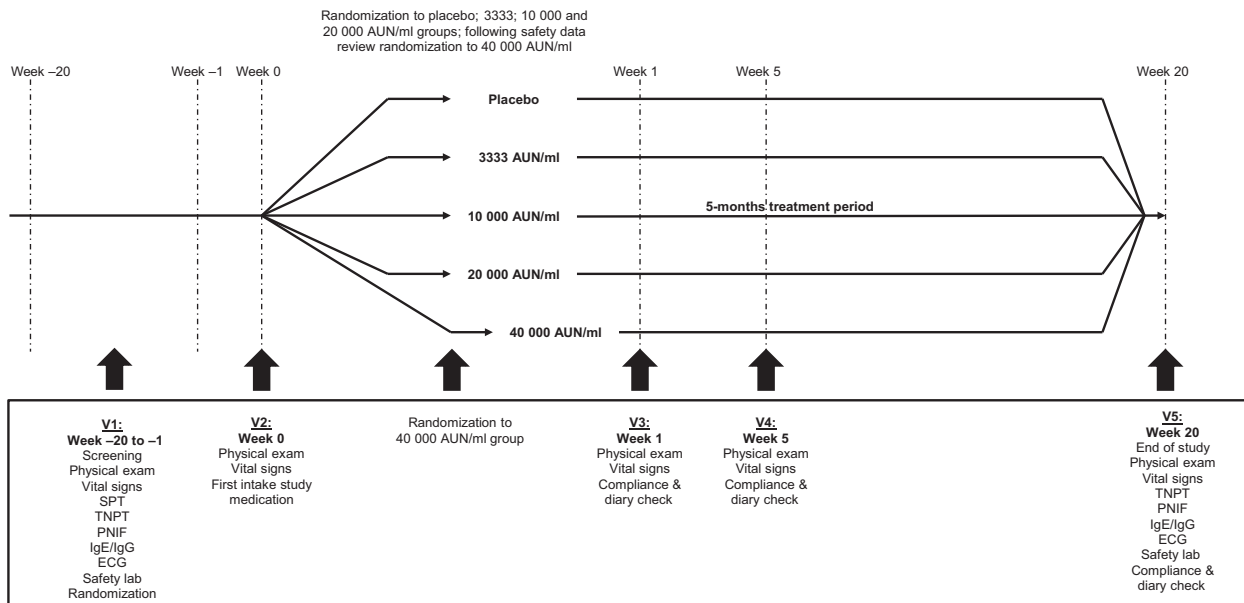 Randomization to placebo; 3333; 10 000 and
20 000 AUN/ml groups; following safety data
review randomization to 40 000 AUN/ml
Week –20
Week –1
Week 0
Week 1
Week 5
Week 20
Placebo
3333 AUN/ml
10 000 AUN/ml
5-months treatment period
20 000 AUN/ml
40 000 AUN/ml
V1:
Week –20 to –1
Screening
Physical exam
Vital signs
SPT
TNPT
PNIF
IgE/IgG
ECG
Safety lab
Randomization
V2:
Week 0
Physical exam
Vital signs
First intake study
medication
Randomization to
40 000 AUN/ml group
V3:
Week 1
Physical exam
Vital signs
Compliance &
diary check
V4:
Week 5
Physical exam
Vital signs
Compliance &
diary check
V5:
Week 20
End of study
Physical exam
Vital signs
TNPT
PNIF
IgE/IgG
ECG
Safety lab
Compliance &
diary check